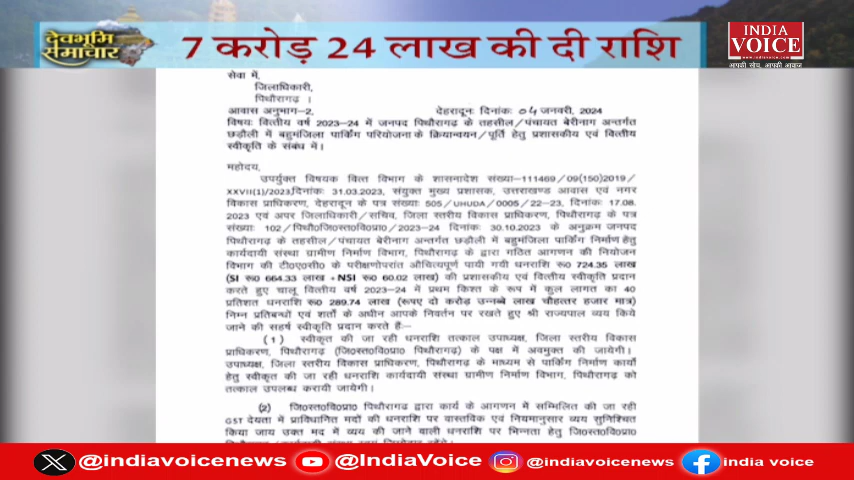 देवभूमि
समाचार
7 करोड़ 24 लाख की दी राशि
INDIA
VOICE
आपकी सोच, आपकी आवाज
सेवा में,
जिलाधिकारी,
पिथौरागढ़ ।
आवास अनुभाग-2, देहरादून: दिनांक: 04 जनवरी, 2024
विषय: वित्तीय वर्ष 2023-24 में जनपद पिथौरागढ़ के तहसील/पंचायत बेरीनाग अन्तर्गत
छड़ौली में बहुमंजिला पार्किंग परियोजना के क्रियान्वयन/पूर्ति हेतु प्रशासकीय एवं वित्तीय
स्वीकृति के संबंध में।
महोदय,
उपर्युक्त विषयक वित्त विभाग के शासनादेश संख्या-111469/09(150)2019/
XXVII(1)/2023,दिनांक: 31.03.2023, संयुक्त मुख्य प्रशासक, उत्तराखण्ड आवास एवं नगर
विकास प्राधिकरण, देहरादून के पत्र संख्या: 505/UHUDA/0005/22-23, दिनांक: 17.08.
2023 एवं अपर जिलाधिकारी/सचिव, जिला स्तरीय विकास प्राधिकरण, पिथौरागढ़ के पत्र
संख्या: 102/पिथौ0जि0स्त0वि0प्रा0/2023-24 दिनांक: 30.10.2023 के अनुक्रम जनपद
पिथौरागढ़ के तहसील/पंचायत बेरीनाग अन्तर्गत छड़ौली में बहुमंजिला पार्किंग निर्माण हेतु
कार्यदायी संस्था ग्रामीण निर्माण विभाग, पिथौरागढ़ के द्वारा गठित आगणन की नियोजन
विभाग की टी0ए0सी0 के परीक्षणोपरांत औचित्यपूर्ण पायी गयी धनराशि रू0 724.35 लाख
(SI रू0 664.33 लाख +NSI रू0 60.02 लाख) की प्रशासकीय एवं वित्तीय स्वीकृति प्रदान
करते हुए चालू वित्तीय वर्ष 2023-24 में प्रथम किश्त के रूप में कुल लागत का 40
प्रतिशत धनराशि रू0 289.74 लाख (रूपए दो करोड़ उन्नब्बे लाख चौहत्तर हजार मात्र)
निम्न प्रतिबन्धों एवं शर्तों के अधीन आपके निवर्तन पर रखते हुए श्री राज्यपाल व्यय किये
जाने की सहर्ष स्वीकृति प्रदान करते हैं:-
(1) स्वीकृत की जा रही धनराशि तत्काल उपाध्यक्ष, जिला स्तरीय विकास
प्राधिकरण, पिथौरागढ़ (जि0स्त0वि0प्रा0 पिथौरागढ़) के पक्ष में अवमुक्त की जायेगी।
उपाध्यक्ष, जिला स्तरीय विकास प्राधिकरण, पिथौरागढ़ के माध्यम से पार्किंग निर्माण कार्यो
हेतु स्वीकृत की जा रही धनराशि कार्यदायी संस्था ग्रामीण निर्माण विभाग, पिथौरागढ़ को
तत्काल उपलब्ध करायी जायेगी।
(2) जि0स्त0वि0प्रा0 पिथौरागढ़ द्वारा कार्य के आगणन में सम्मिलित की जा रही
GST देयता में प्राविधानित मदों की धनराशि पर वास्तविक एवं नियमानुसार व्यय सुनिश्चित
किया जाय उक्त मद में व्यय की जाने वाली धनराशि पर भिन्नता हेतु जि0स्त0वि0प्रा0
@indiavoicenews @IndiaVoice @indiavoicenews india voice